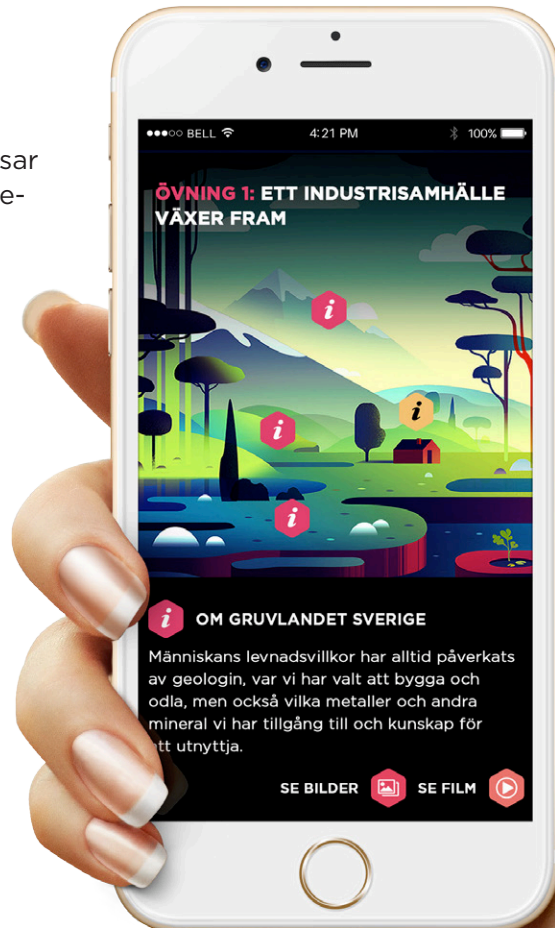 sar
e-
BELL 4:21 PM 100%
ÖVNING 1: ETT INDUSTRISAMHÄLLE
VÄXER FRAM
i
i
i
i
i OM GRUVLANDET SVERIGE
Människans levnadsvillkor har alltid påverkats
av geologin, var vi har valt att bygga och
odla, men också vilka metaller och andra
mineral vi har tillgång till och kunskap för
att utnyttja.
SE BILDER SE FILM